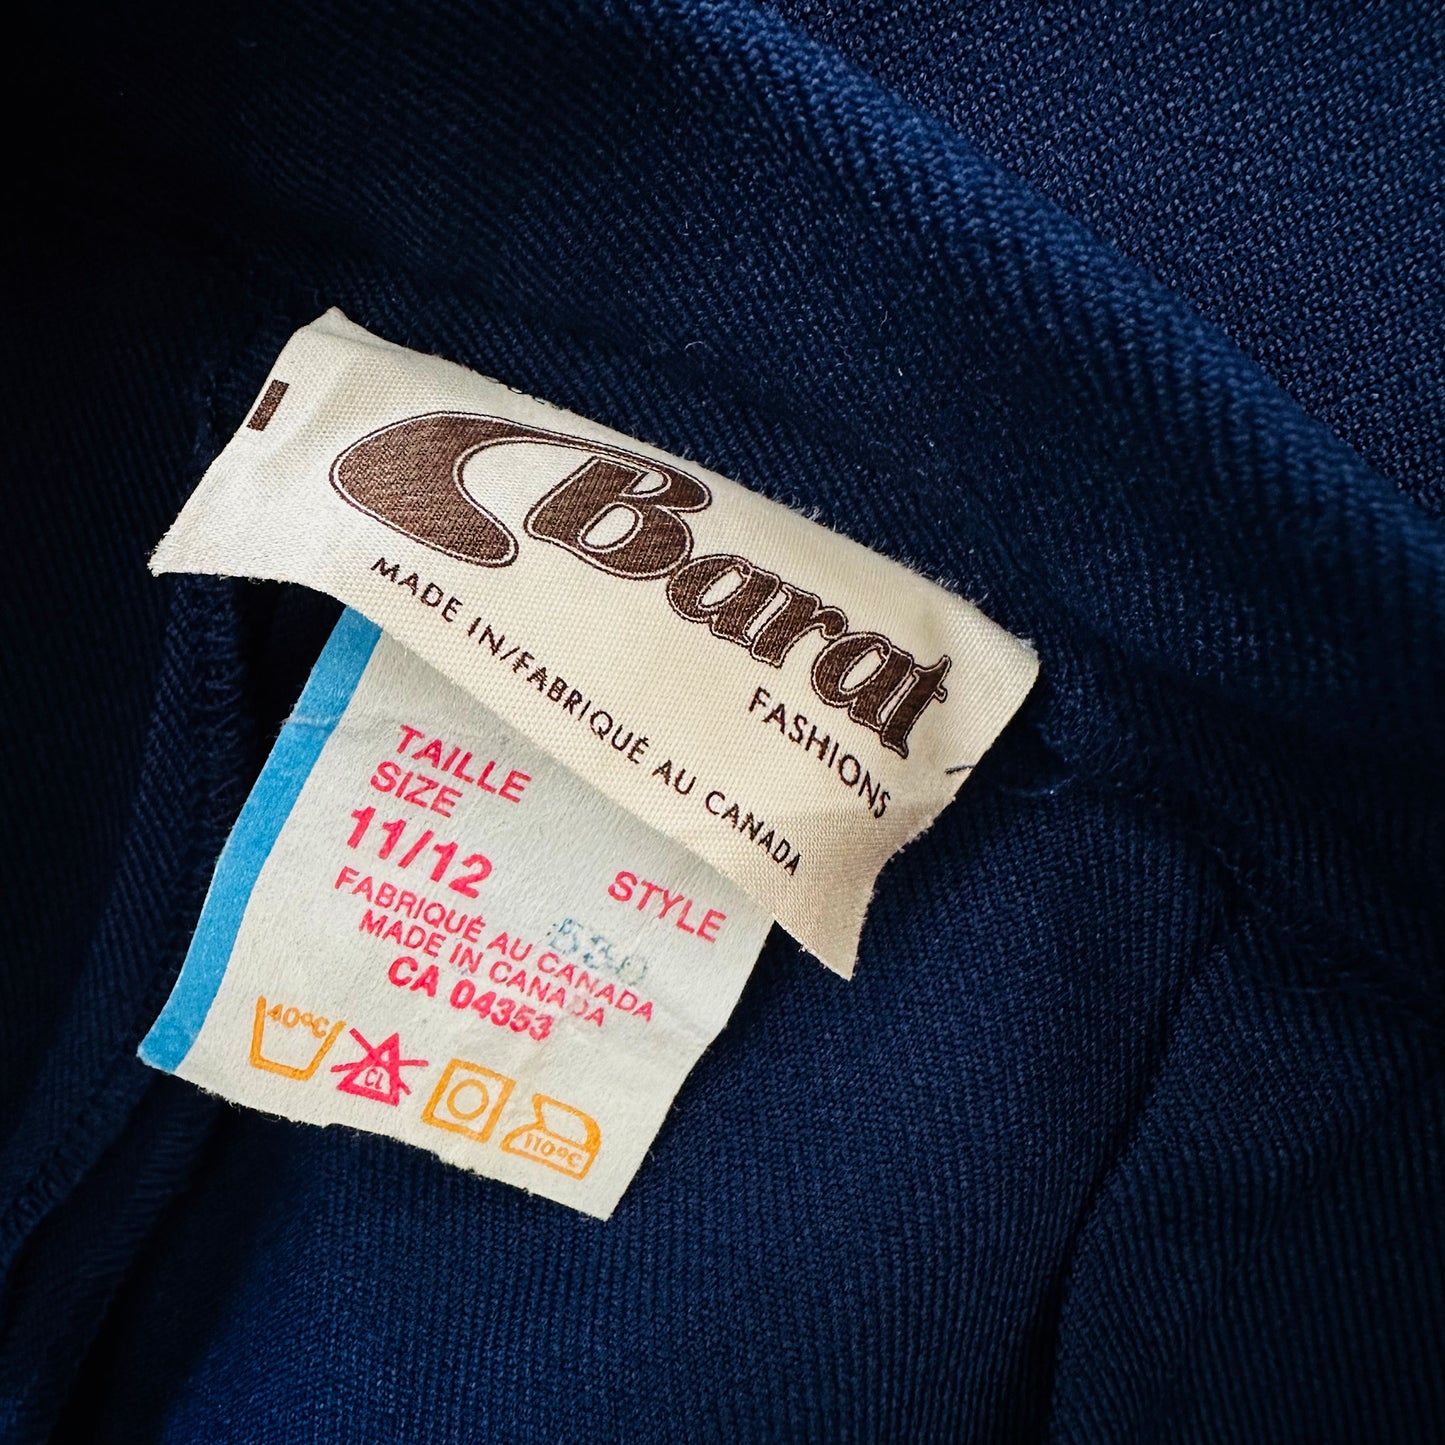 Barat
FASHIONS
MADE IN/FABRIQUÉ AU CANADA
TAILLE
SIZE
11/12
STYLE
530
FABRIQUÉ AU CANADA
MADE IN CANADA
CA 04353
40°C
CL
110°C